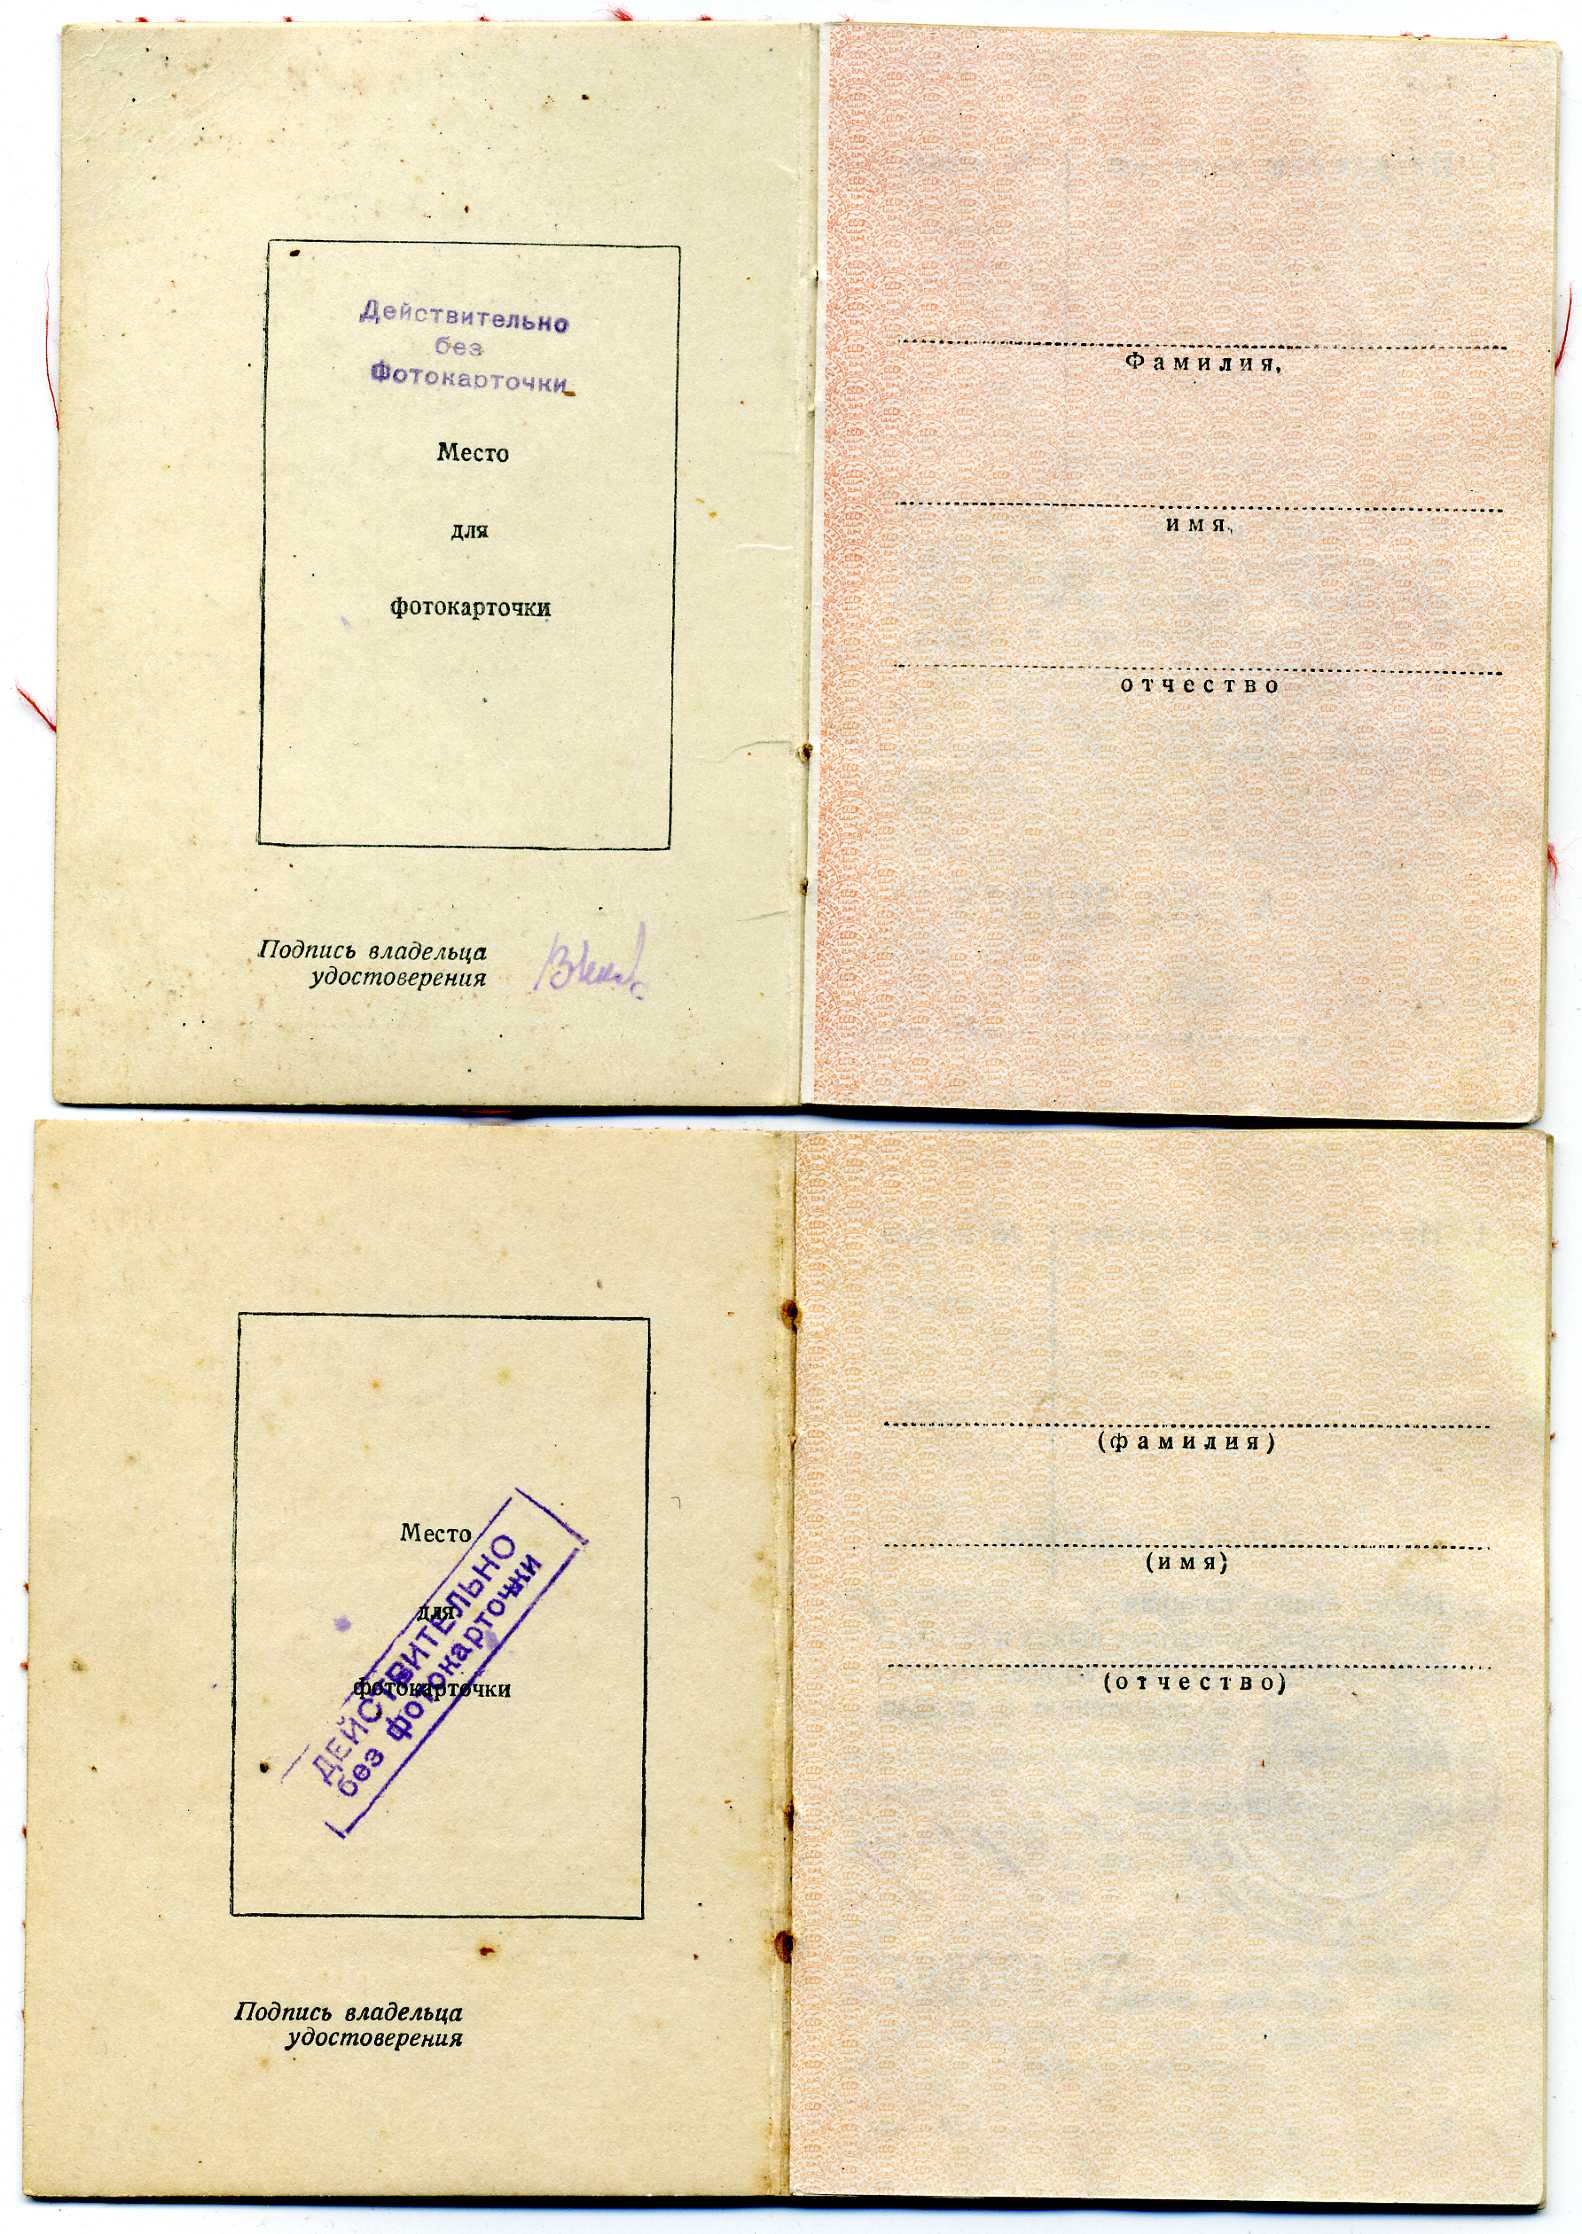 Действительно
без
Фотокарточки
Место
для
фотокарточки
Подпись владельца
удостоверения
Фамилия,
имя,
отчество
Место
для
фотокарточки
ДЕЙСТВИТЕЛЬНО
без фотокарточки
Подпись владельца
удостоверения
(фамилия)
(имя)
(отчество)